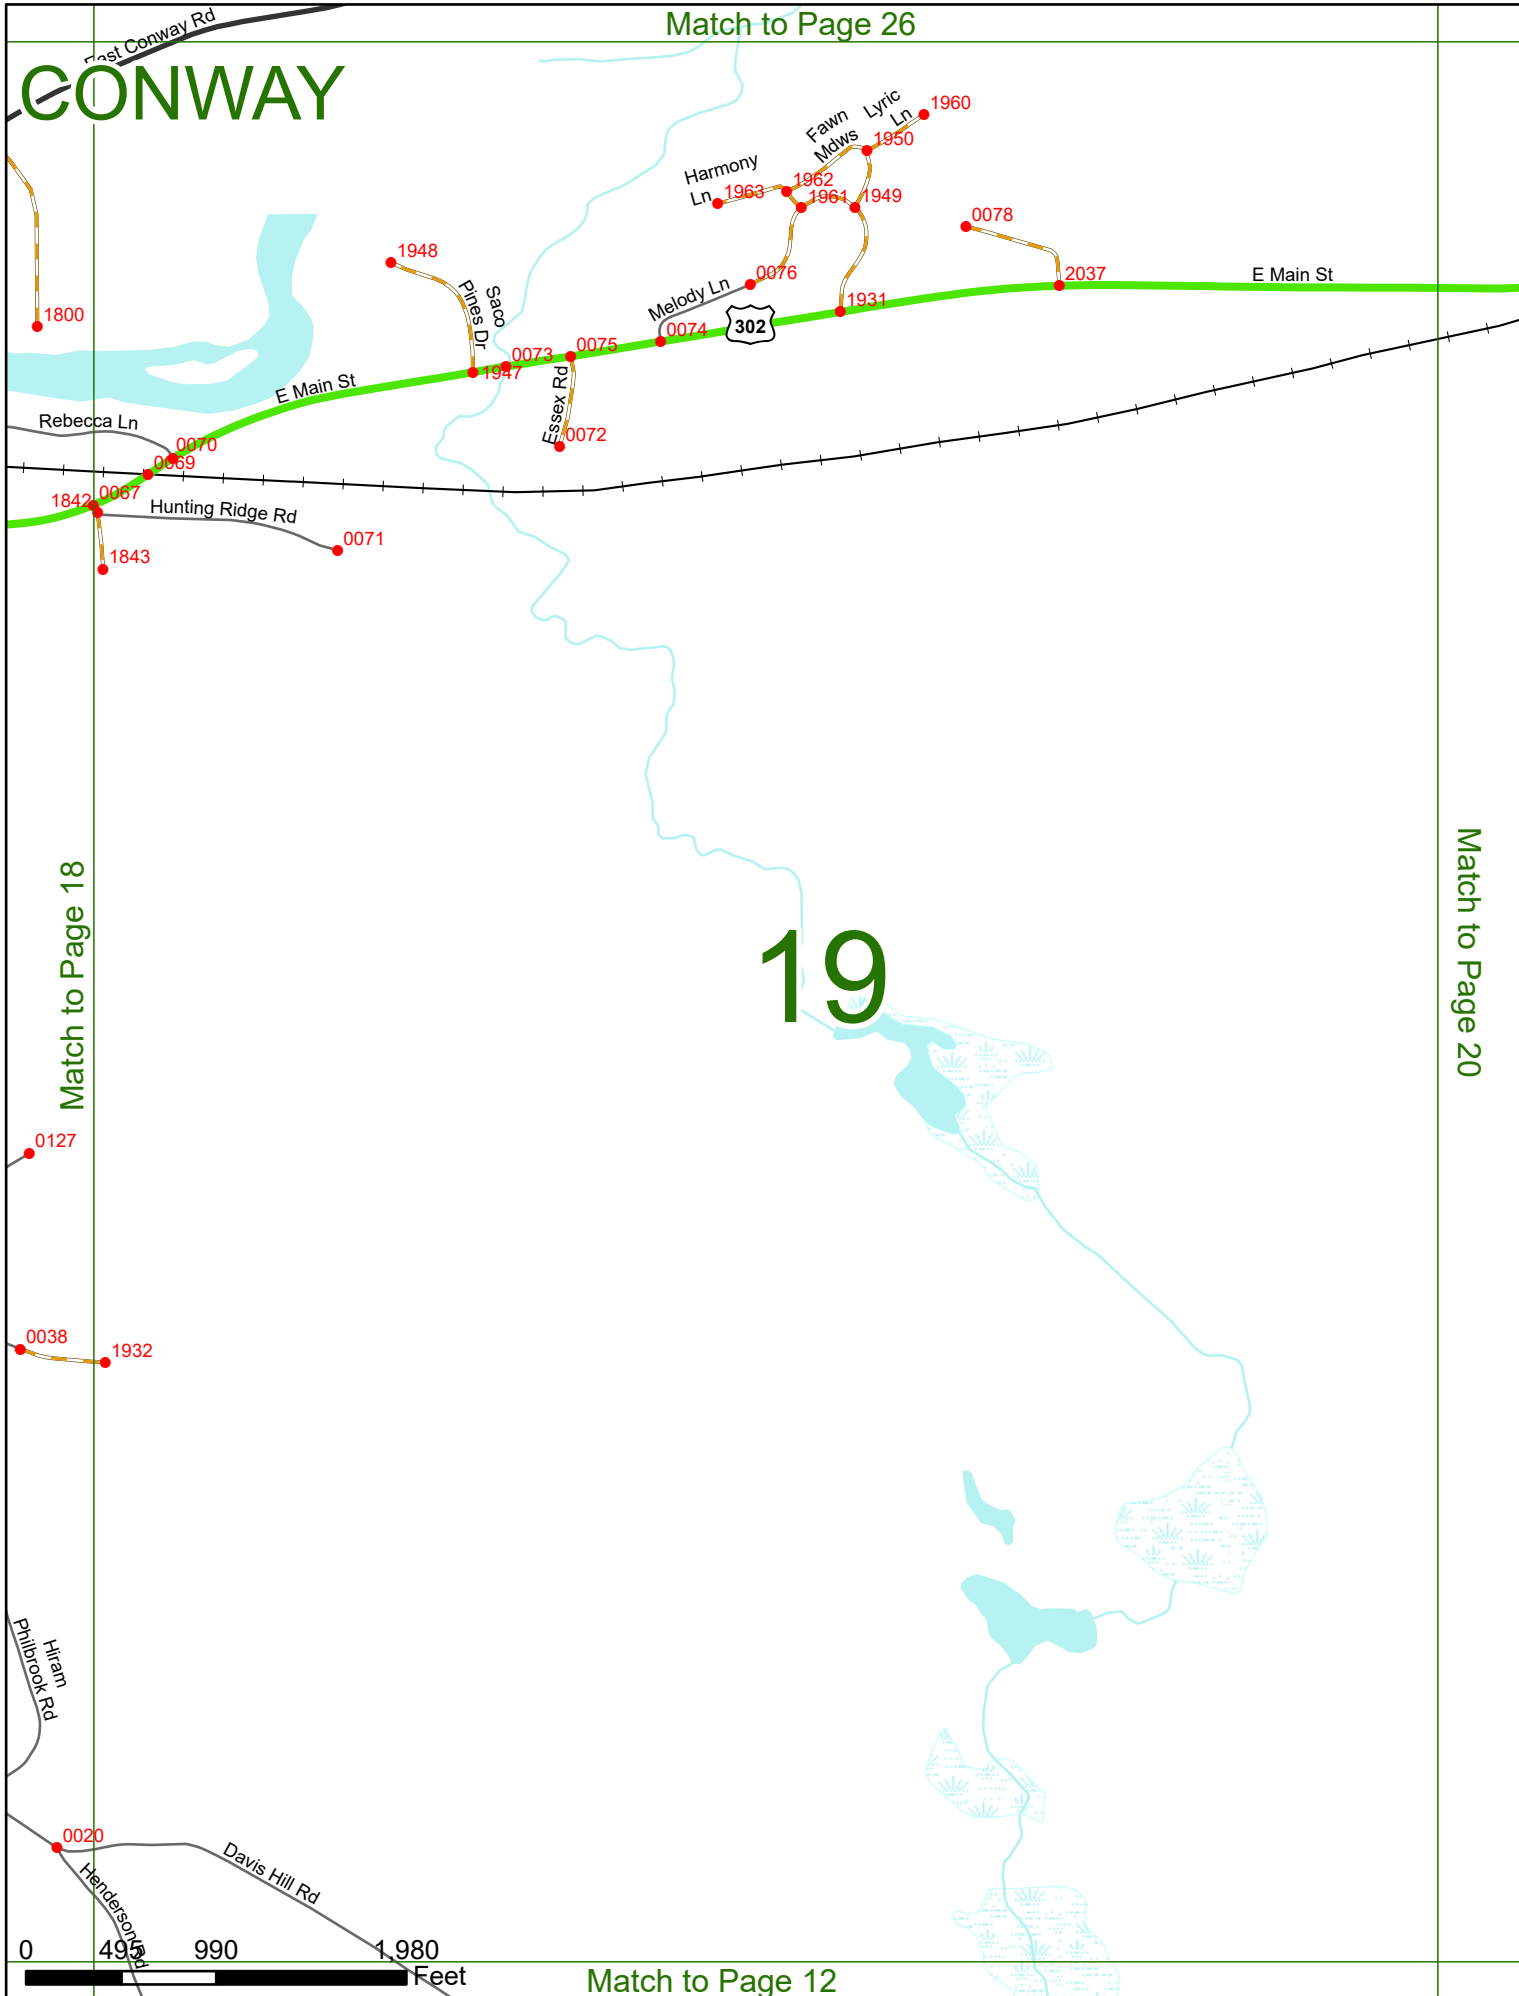 Match to Page 26
East Conway Rd
CONWAY
Lyric
Ln
1960
Fawn
Mdws
1950
Harmony
Ln
1963
1962
1961
1949
0078
1948
Saco
Pines Dr
0076
2037
E Main St
Melody Ln
1931
302
1800
0074
0075
0073
1947
E Main St
Essex Rd
0072
Rebecca Ln
0070
0069
1842
0067
Hunting Ridge Rd
0071
1843
Match to Page 18
19
Match to Page 20
0127
0038
1932
Hiram
Philbrook Rd
0020
Davis Hill Rd
Henderson Rd
0 495 990 1,980
Feet
Match to Page 12